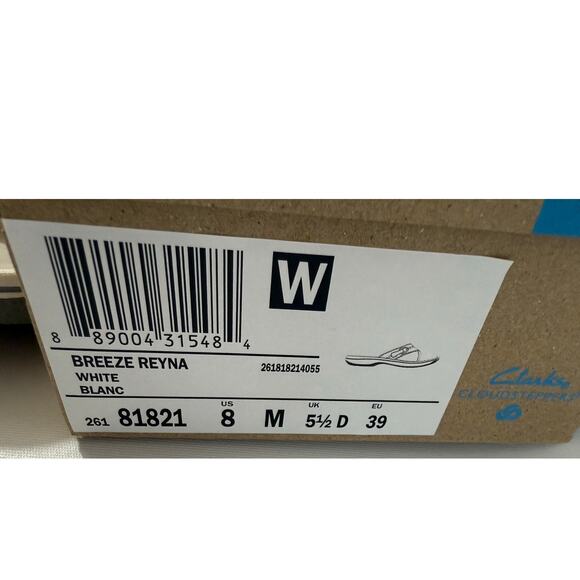 W
8 89004 31548 4
BREEZE REYNA 261818214055
WHITE
BLANC
US UK EU
261 81821 8 M 5½ D 39
Clarks
CLOUDSTEPPERS